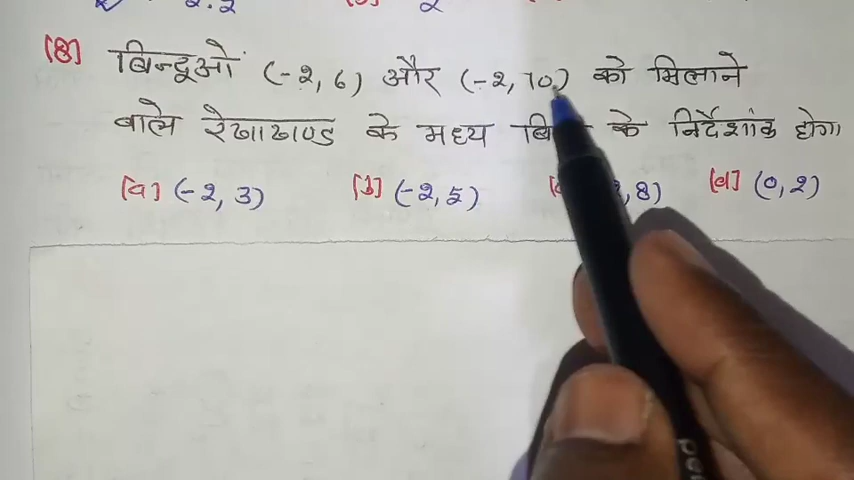 (8) बिन्दूओं (-2, 6) और (-2, 10) को मिलाने
वाले रेखाखण्ड के मध्य के निर्देशांक होगा
[a] (-2, 3) (-2, 5) , 8) [d] (0, 2)